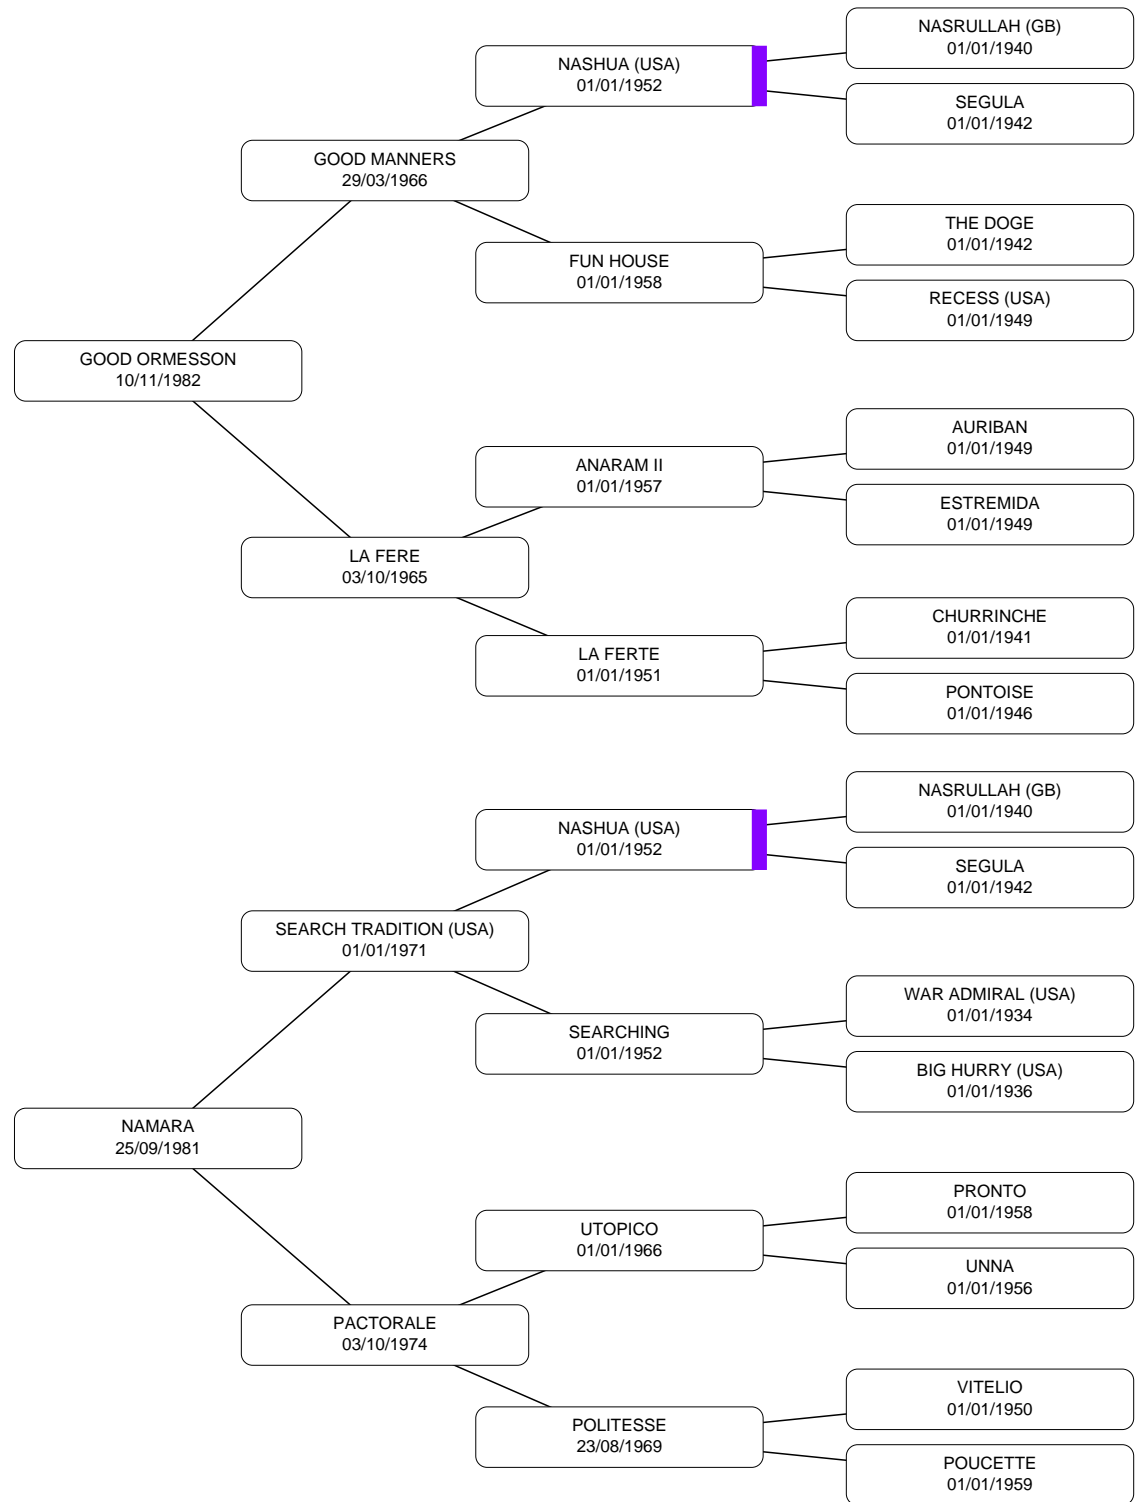 NASRULLAH (GB)
01/01/1940
NASHUA (USA)
01/01/1952
SEGULA
01/01/1942
GOOD MANNERS
29/03/1966
THE DOGE
01/01/1942
FUN HOUSE
01/01/1958
RECESS (USA)
01/01/1949
GOOD ORMESSON
10/11/1982
AURIBAN
01/01/1949
ANARAM II
01/01/1957
ESTREMIDA
01/01/1949
LA FERE
03/10/1965
CHURRINCHE
01/01/1941
LA FERTE
01/01/1951
PONTOISE
01/01/1946
NASRULLAH (GB)
01/01/1940
NASHUA (USA)
01/01/1952
SEGULA
01/01/1942
SEARCH TRADITION (USA)
01/01/1971
WAR ADMIRAL (USA)
01/01/1934
SEARCHING
01/01/1952
BIG HURRY (USA)
01/01/1936
NAMARA
25/09/1981
PRONTO
01/01/1958
UTOPICO
01/01/1966
UNNA
01/01/1956
PACTORALE
03/10/1974
VITELIO
01/01/1950
POLITESSE
23/08/1969
POUCETTE
01/01/1959